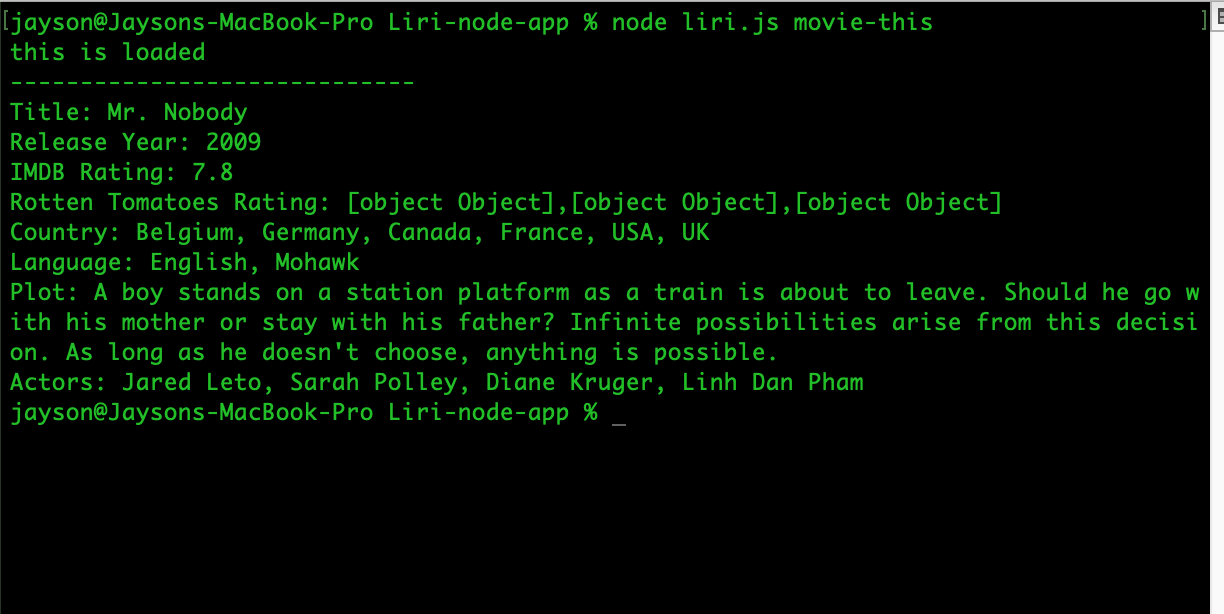 [jayson@Jaysons-MacBook-Pro Liri-node-app % node liri.js movie-this ]
this is loaded
-----------------------------
Title: Mr. Nobody
Release Year: 2009
IMDB Rating: 7.8
Rotten Tomatoes Rating: [object Object],[object Object],[object Object]
Country: Belgium, Germany, Canada, France, USA, UK
Language: English, Mohawk
Plot: A boy stands on a station platform as a train is about to leave. Should he go w
ith his mother or stay with his father? Infinite possibilities arise from this decisi
on. As long as he doesn't choose, anything is possible.
Actors: Jared Leto, Sarah Polley, Diane Kruger, Linh Dan Pham
jayson@Jaysons-MacBook-Pro Liri-node-app % _